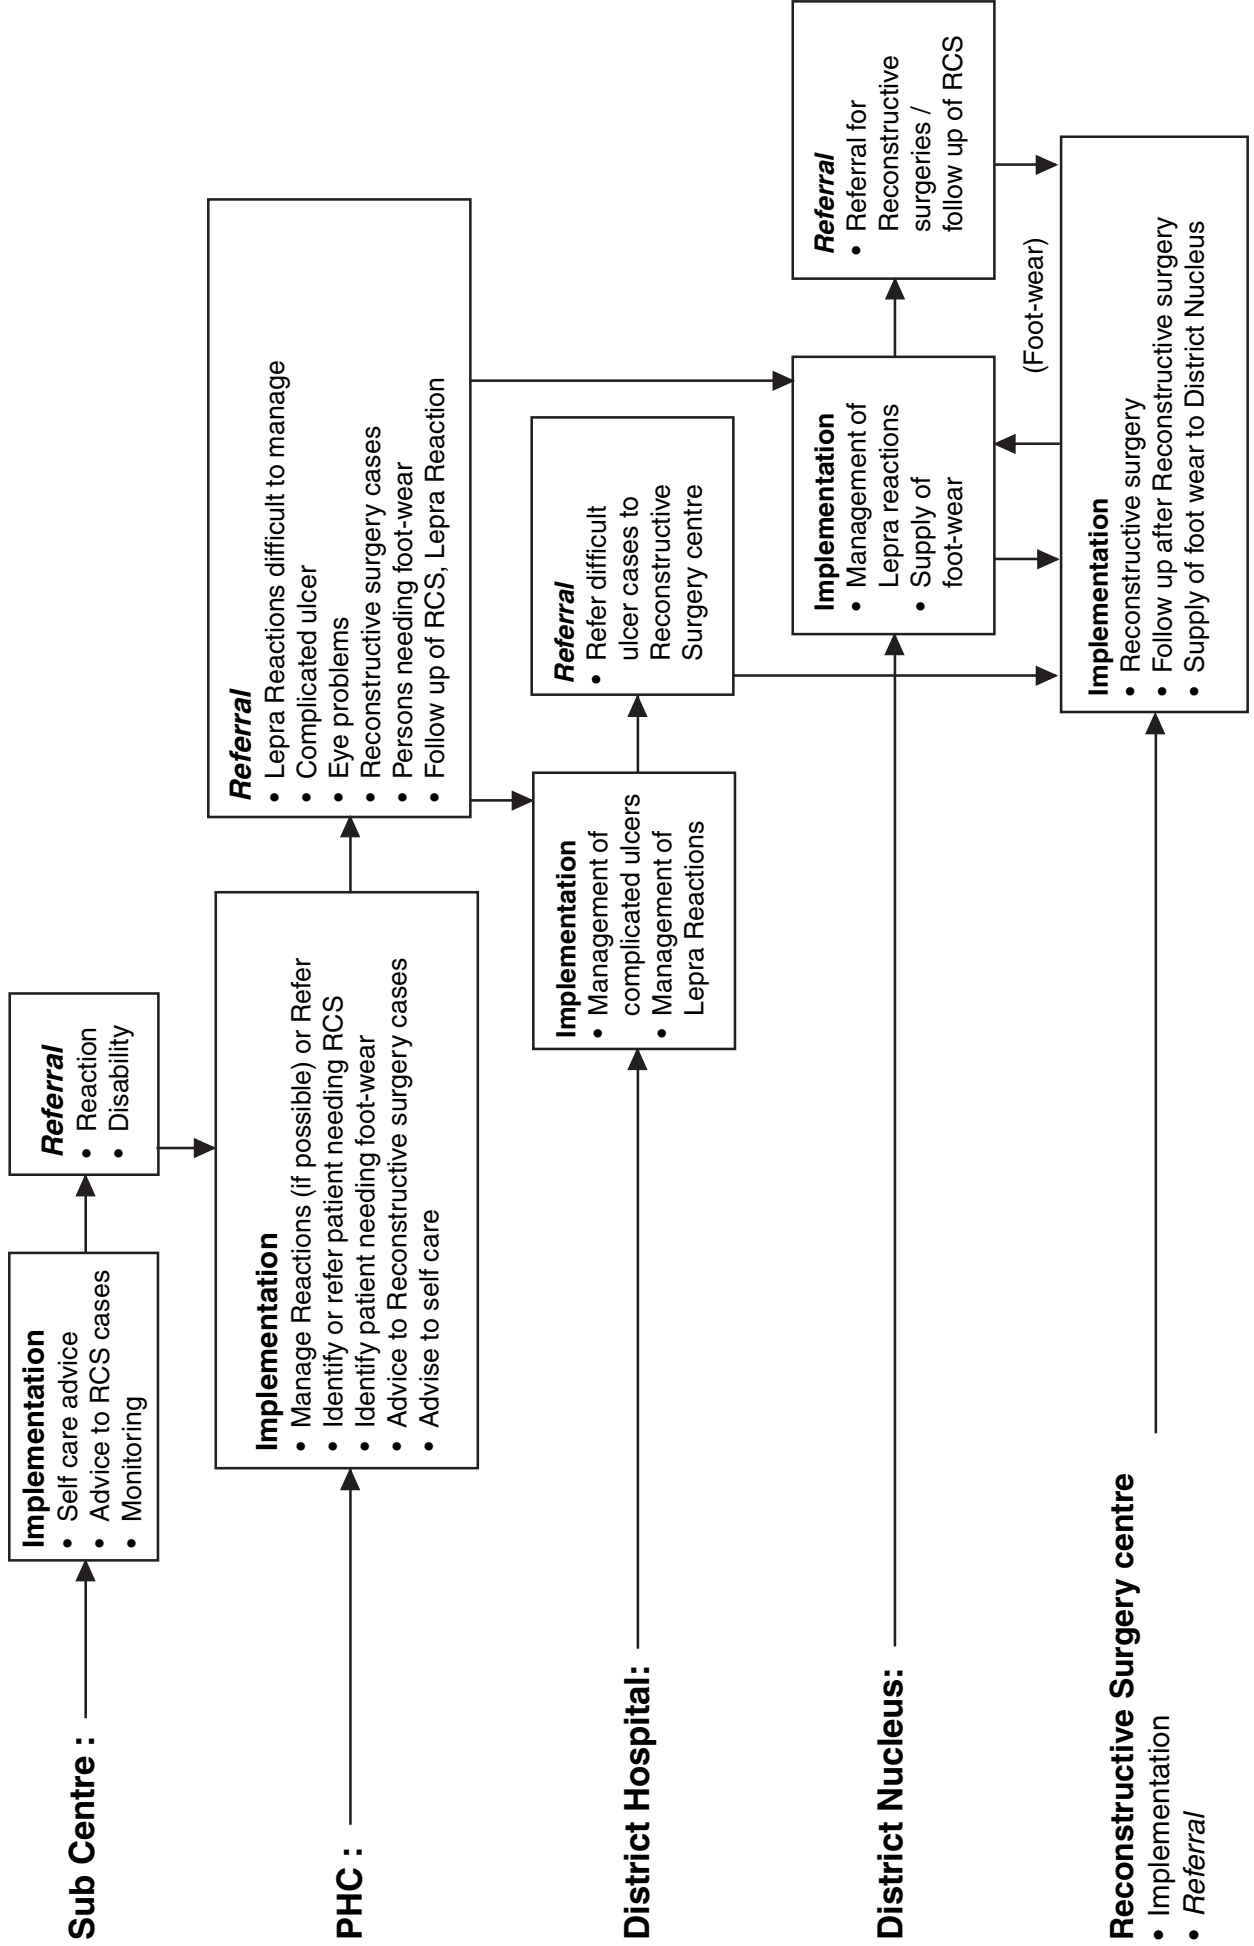 Sub Centre :
Implementation
• Self care advice
• Advice to RCS cases
• Monitoring
Referral
• Reaction
• Disability
PHC :
Implementation
• Manage Reactions (if possible) or Refer
• Identify or refer patient needing RCS
• Identify patient needing foot-wear
• Advice to Reconstructive surgery cases
• Advise to self care
Referral
• Lepra Reactions difficult to manage
• Complicated ulcer
• Eye problems
• Reconstructive surgery cases
• Persons needing foot-wear
• Follow up of RCS, Lepra Reaction
District Hospital:
Implementation
• Management of
complicated ulcers
• Management of
Lepra Reactions
Referral
• Refer difficult
ulcer cases to
Reconstructive
Surgery centre
District Nucleus:
Implementation
• Management of
Lepra reactions
• Supply of
foot-wear
Referral
• Referral for
Reconstructive
surgeries /
follow up of RCS
(Foot-wear)
Reconstructive Surgery centre
• Implementation
• Referral
Implementation
• Reconstructive surgery
• Follow up after Reconstructive surgery
• Supply of foot wear to District Nucleus